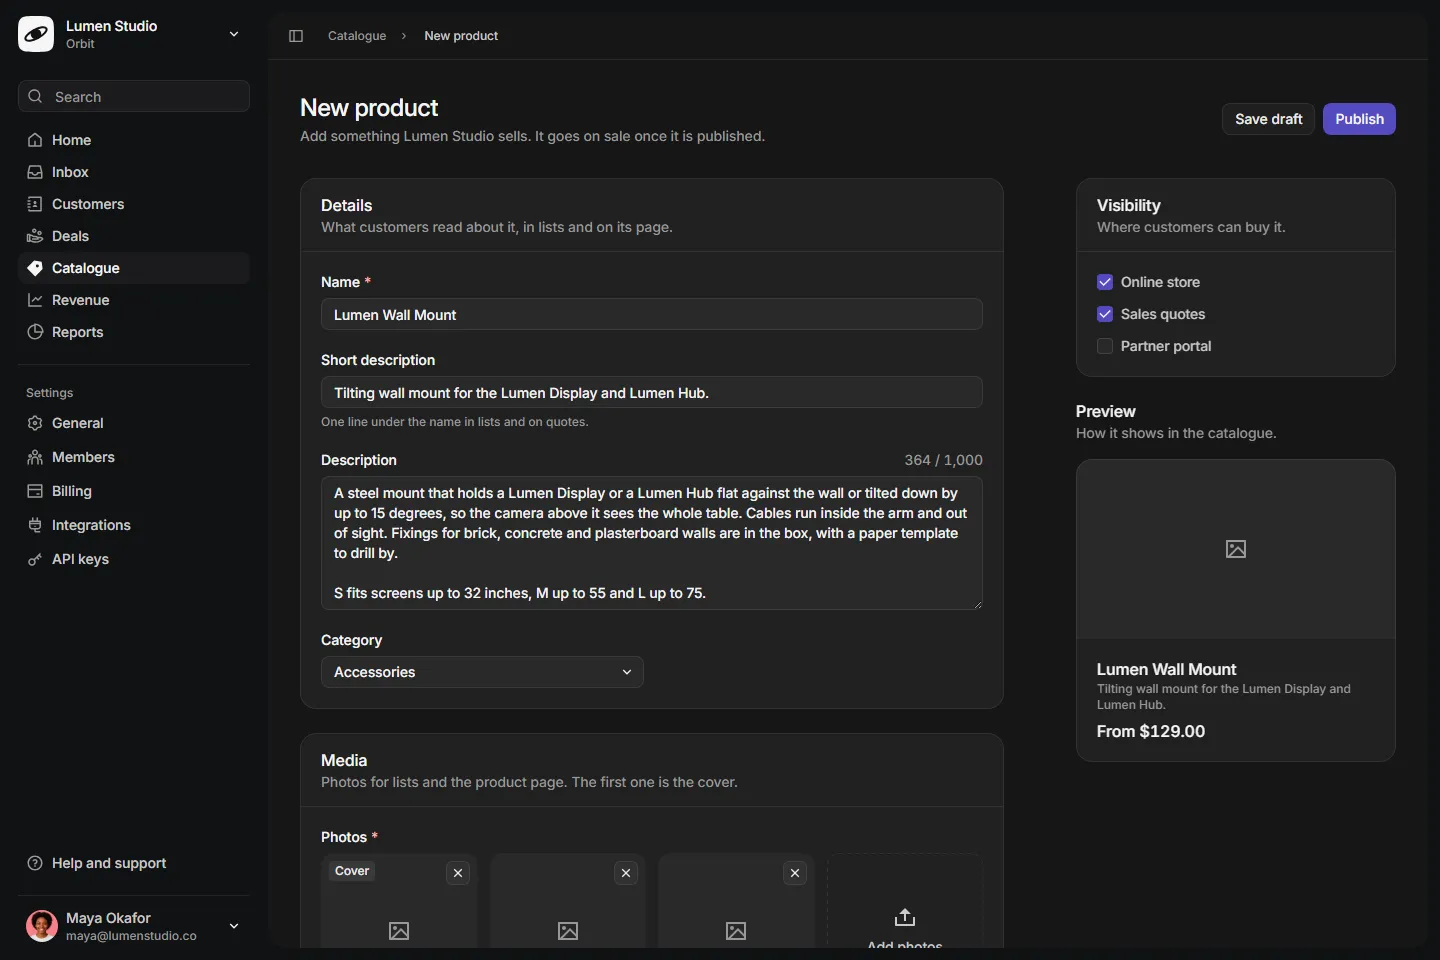 Lumen Studio
Orbit
Search
Home
Inbox
Customers
Deals
Catalogue
Revenue
Reports
Settings
General
Members
Billing
Integrations
API keys
Help and support
Maya Okafor
maya@lumenstudio.co
Catalogue › New product
New product
Add something Lumen Studio sells. It goes on sale once it is published.
Save draft
Publish
Details
What customers read about it, in lists and on its page.
Name *
Lumen Wall Mount
Short description
Tilting wall mount for the Lumen Display and Lumen Hub.
One line under the name in lists and on quotes.
Description 364 / 1,000
A steel mount that holds a Lumen Display or a Lumen Hub flat against the wall or tilted down by
up to 15 degrees, so the camera above it sees the whole table. Cables run inside the arm and out
of sight. Fixings for brick, concrete and plasterboard walls are in the box, with a paper template
to drill by.
S fits screens up to 32 inches, M up to 55 and L up to 75.
Category
Accessories
Media
Photos for lists and the product page. The first one is the cover.
Photos *
Cover
Add photos
Visibility
Where customers can buy it.
Online store
Sales quotes
Partner portal
Preview
How it shows in the catalogue.
Lumen Wall Mount
Tilting wall mount for the Lumen Display and
Lumen Hub.
From $129.00